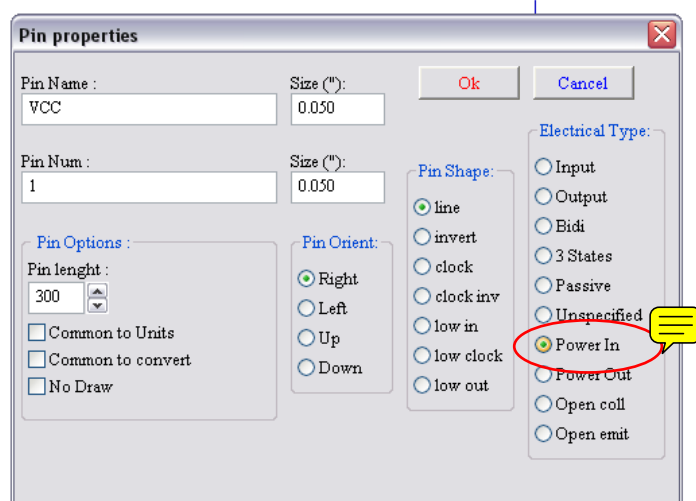 Pin properties
Pin Name :
VCC
Size ("):
0.050
Ok
Cancel
Pin Num :
1
Size ("):
0.050
Pin Options :
Pin lenght :
300
Common to Units
Common to convert
No Draw
Pin Orient:
Right
Left
Up
Down
Pin Shape:
line
invert
clock
clock inv
low in
low clock
low out
Electrical Type:
Input
Output
Bidi
3 States
Passive
Unspecified
Power In
Power Out
Open coll
Open emit